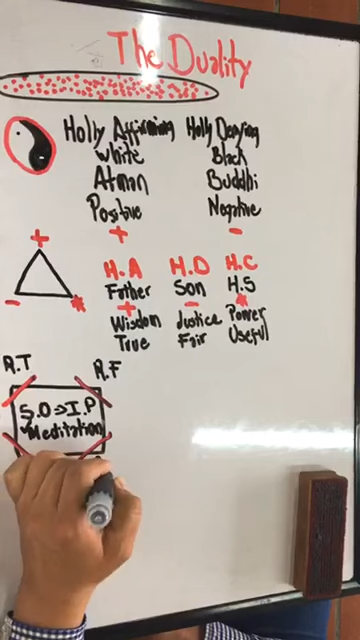 The Duality
Holly Affirming Holly Denying
White Black
Atman Buddhi
Positive Negative
+ -
+
H.A H.D H.C
Father Son H.S
+ - *
- *
Wisdom Justice Power
True Fair Useful
R.T R.F
S.O⇒I.P
Meditation